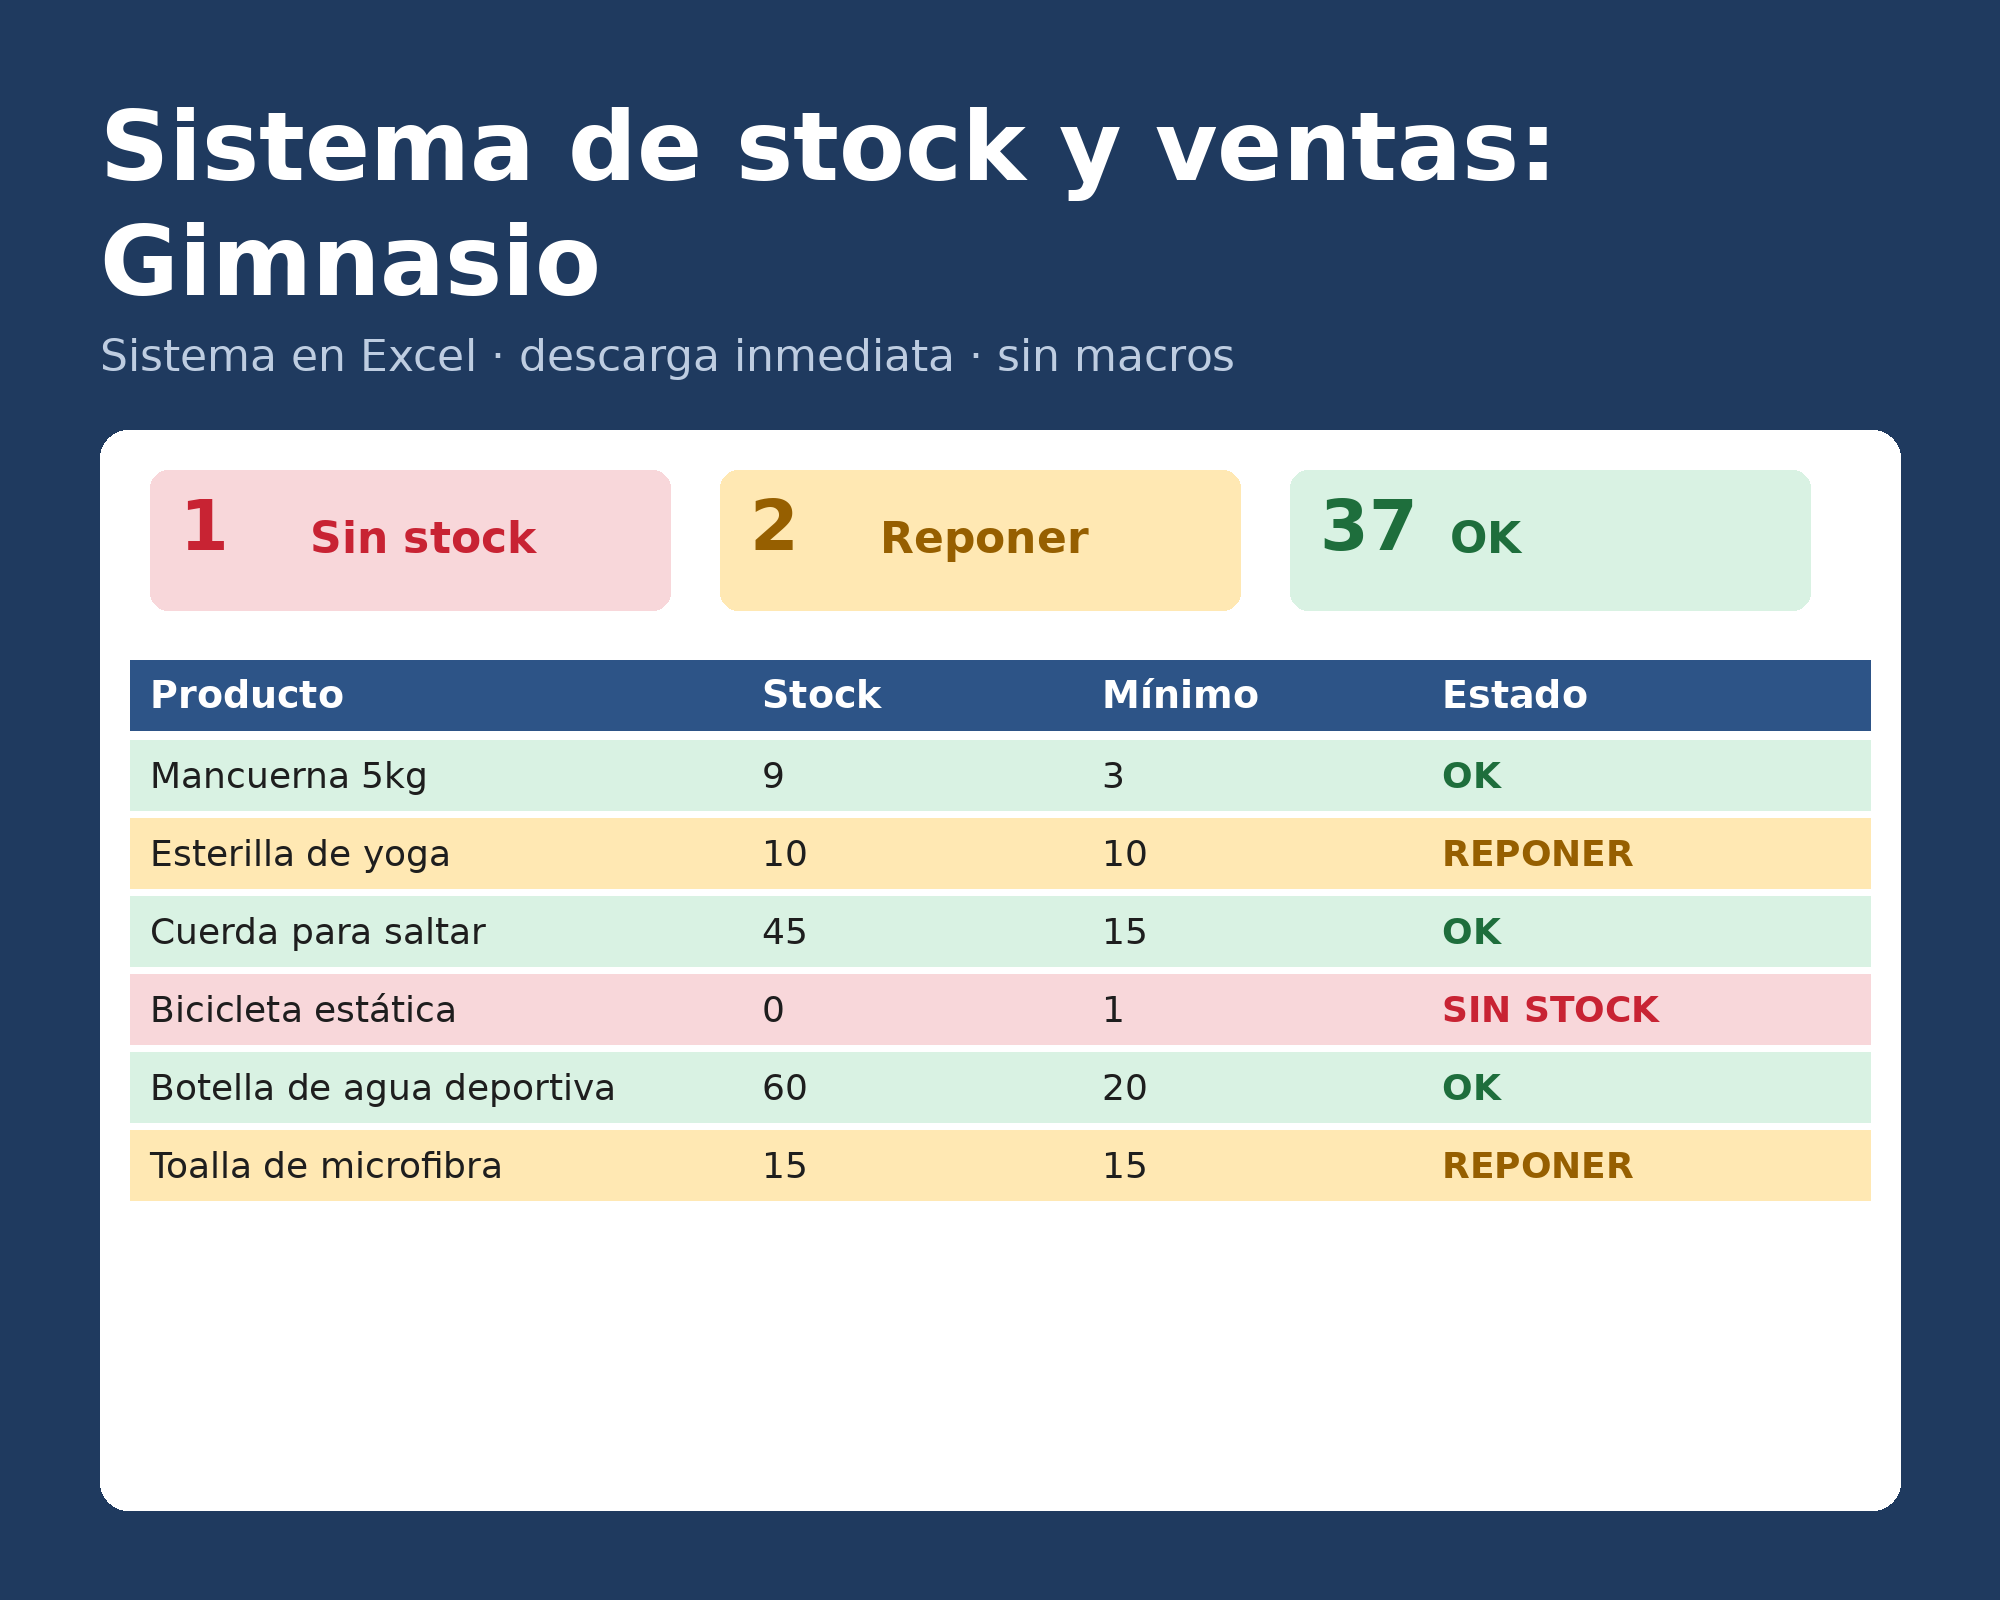 Sistema de stock y ventas:
Gimnasio
Sistema en Excel · descarga inmediata · sin macros
1 Sin stock 2 Reponer 37 OK
Producto Stock Mínimo Estado
Mancuerna 5kg 9 3 OK
Esterilla de yoga 10 10 REPONER
Cuerda para saltar 45 15 OK
Bicicleta estática 0 1 SIN STOCK
Botella de agua deportiva 60 20 OK
Toalla de microfibra 15 15 REPONER